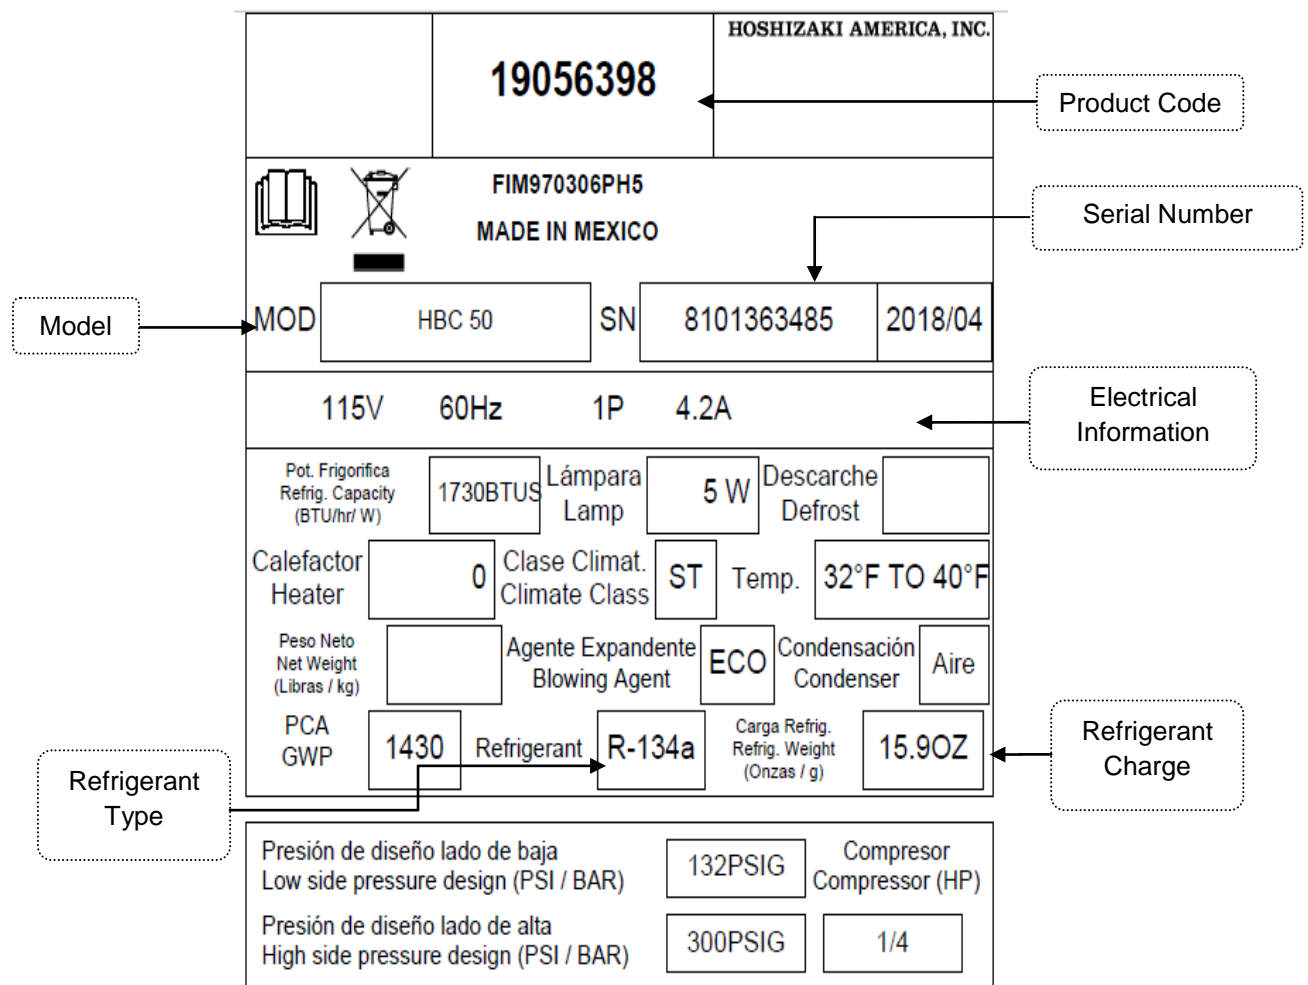 HOSHIZAKI AMERICA, INC.
19056398
Product Code
FIM970306PH5
MADE IN MEXICO
Serial Number
Model
MOD
HBC 50
SN
8101363485
2018/04
115V 60Hz 1P 4.2A
Electrical
Information
Pot. Frigorifica
Refrig. Capacity
(BTU/hr/ W)
1730BTUS
Lámpara
Lamp
5 W
Descarche
Defrost
Calefactor
Heater
0
Clase Climat.
Climate Class
ST
Temp.
32°F TO 40°F
Peso Neto
Net Weight
(Libras / kg)
Agente Expandente
Blowing Agent
ECO
Condensación
Condenser
Aire
PCA
GWP
1430
Refrigerant
R-134a
Carga Refrig.
Refrig. Weight
(Onzas / g)
15.9OZ
Refrigerant
Charge
Refrigerant
Type
Presión de diseño lado de baja
Low side pressure design (PSI / BAR)
132PSIG
Compresor
Compressor (HP)
Presión de diseño lado de alta
High side pressure design (PSI / BAR)
300PSIG
1/4